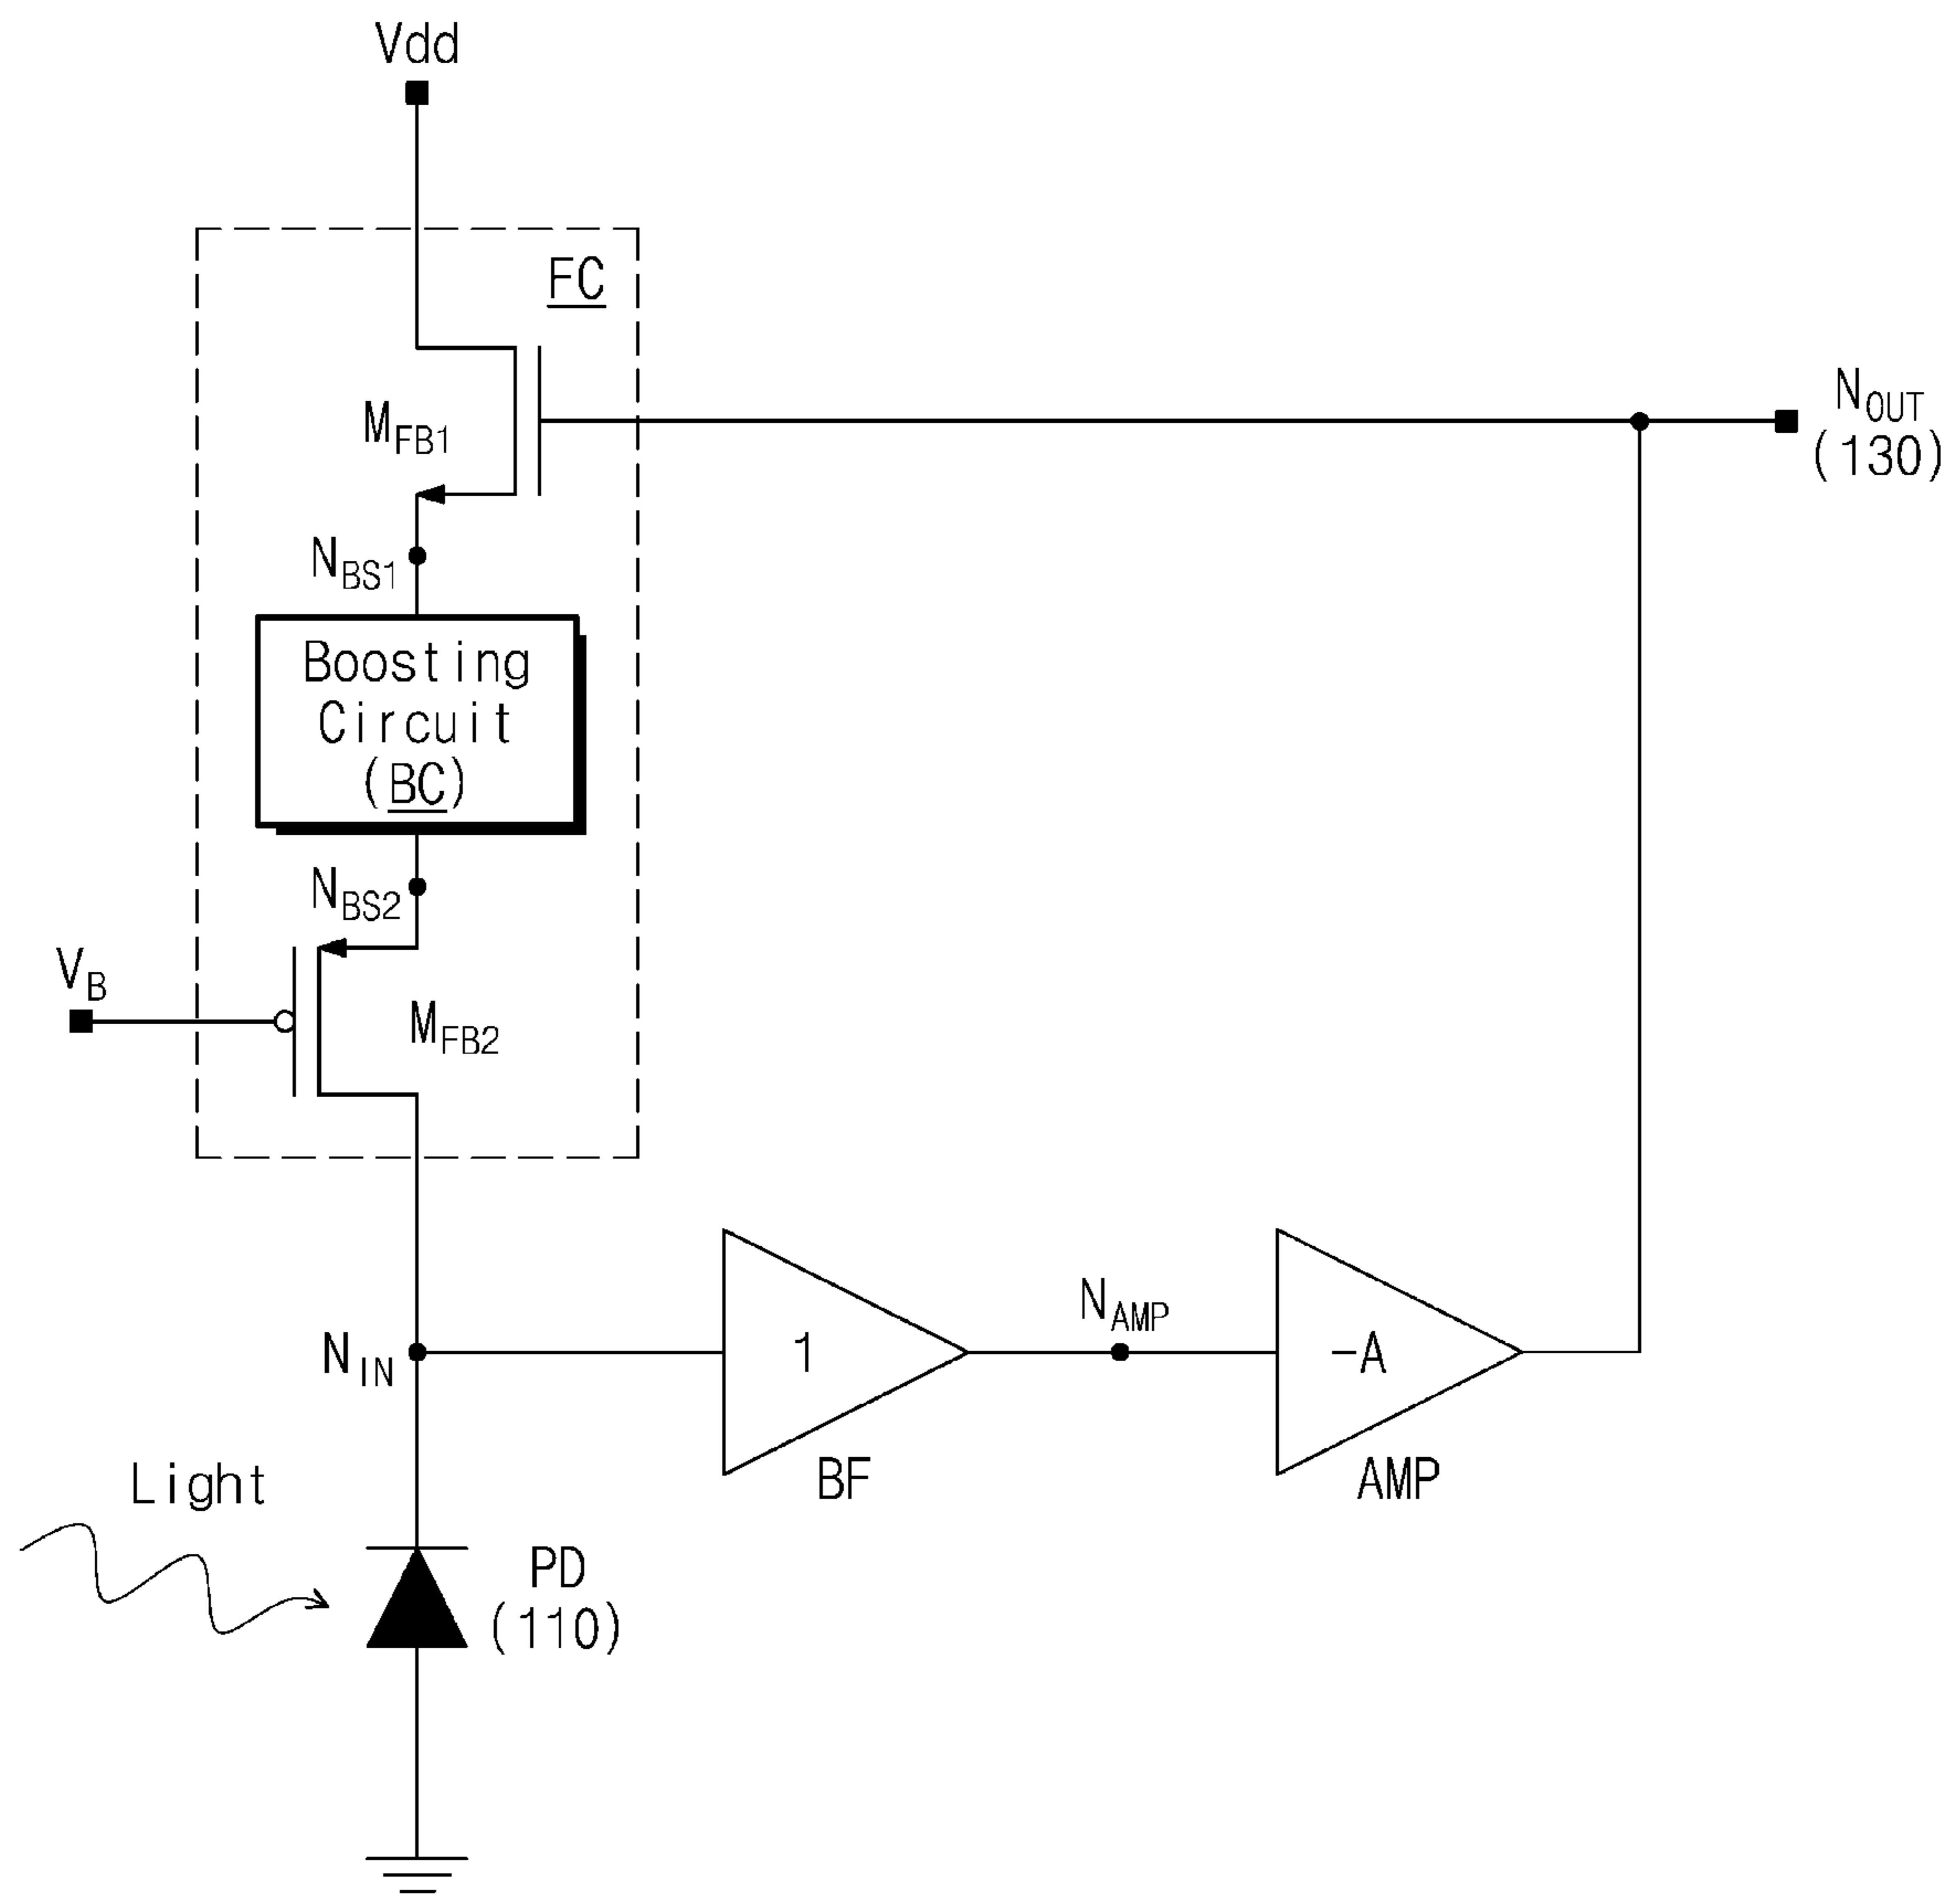 Vdd
FC
MFB1
NOUT
(130)
NBS1
Boosting
Circuit
(BC)
NBS2
VB
MFB2
NAMP
NIN
1
-A
BF
AMP
Light
PD
(110)